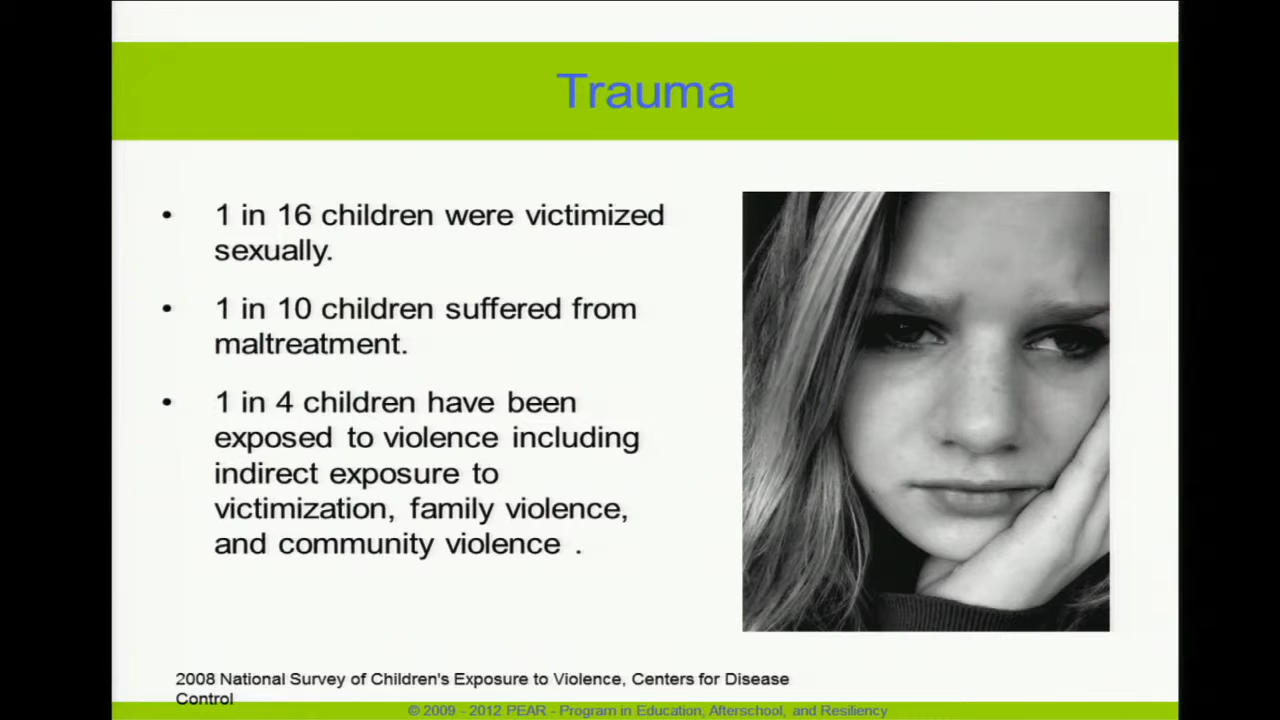 Trauma
• 1 in 16 children were victimized
sexually.
• 1 in 10 children suffered from
maltreatment.
• 1 in 4 children have been
exposed to violence including
indirect exposure to
victimization, family violence,
and community violence .
2008 National Survey of Children's Exposure to Violence, Centers for Disease
Control
© 2009 - 2012 PEAR - Program in Education, Afterschool, and Resiliency